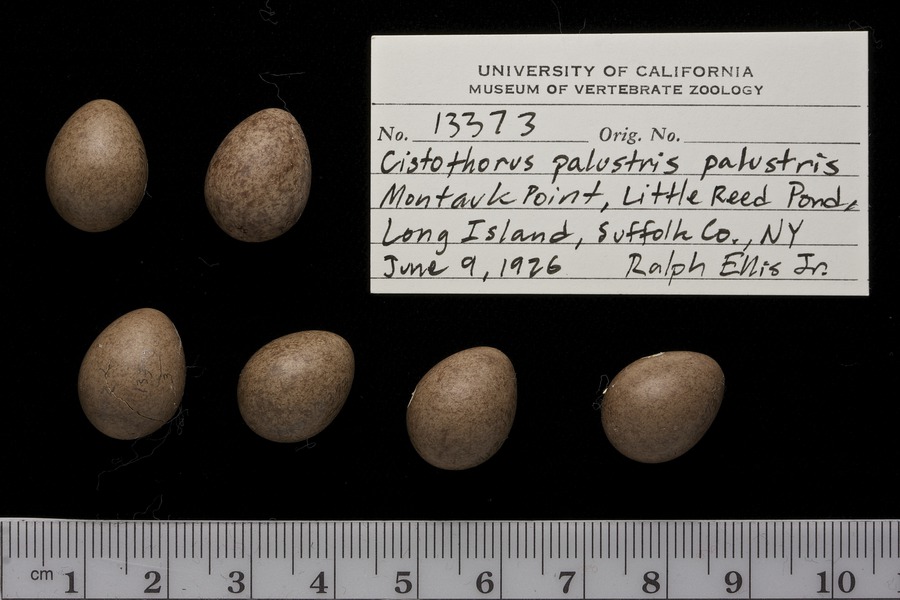 UNIVERSITY OF CALIFORNIA
MUSEUM OF VERTEBRATE ZOOLOGY
No. 13373 Orig. No.
Cistothorus palustris palustris
Montauk Point, Little Reed Pond,
Long Island, Suffolk Co., NY
June 9, 1926 Ralph Ellis Jr.
cm 1 2 3 4 5 6 7 8 9 10